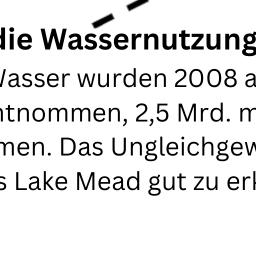 die Wassernutzung
Wasser wurden 2008 a
ntnommen, 2,5 Mrd. m
men. Das Ungleichgew
s Lake Mead gut zu erk